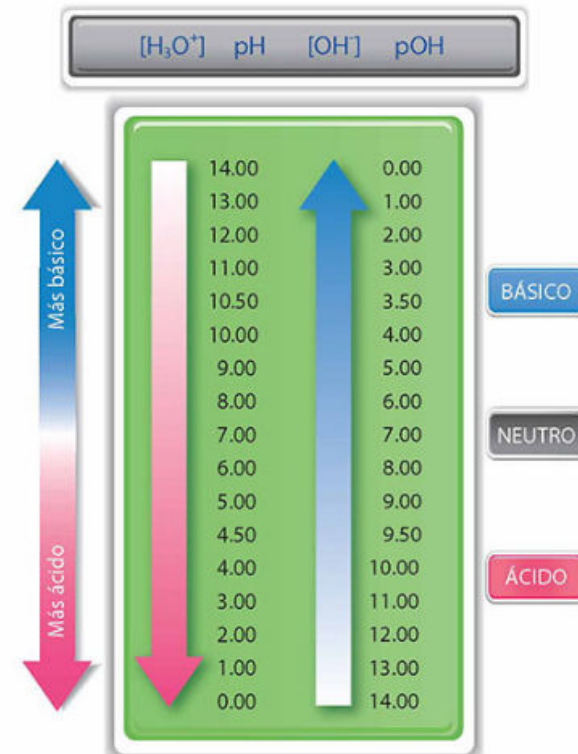 [H₃O⁺] pH [OH⁻] pOH
14.00 0.00
13.00 1.00
12.00 2.00
11.00 3.00
10.50 3.50
10.00 4.00
9.00 5.00
8.00 6.00
7.00 7.00
6.00 8.00
5.00 9.00
4.50 9.50
4.00 10.00
3.00 11.00
2.00 12.00
1.00 13.00
0.00 14.00
Más básico
Más ácido
BÁSICO
NEUTRO
ÁCIDO